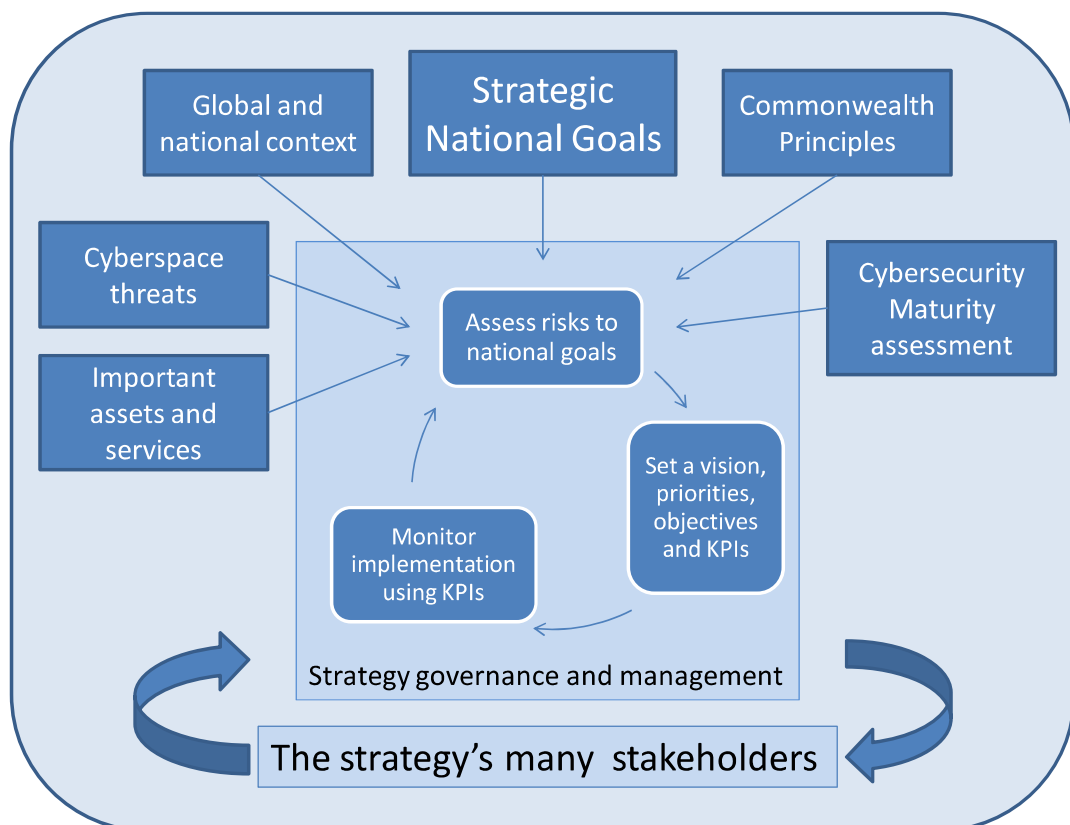 Global and
national context
Strategic
National Goals
Commonwealth
Principles
Cyberspace
threats
Cybersecurity
Maturity
assessment
Important
assets and
services
Assess risks to
national goals
Set a vision,
priorities,
objectives
and KPIs
Monitor
implementation
using KPIs
Strategy governance and management
The strategy's many  stakeholders